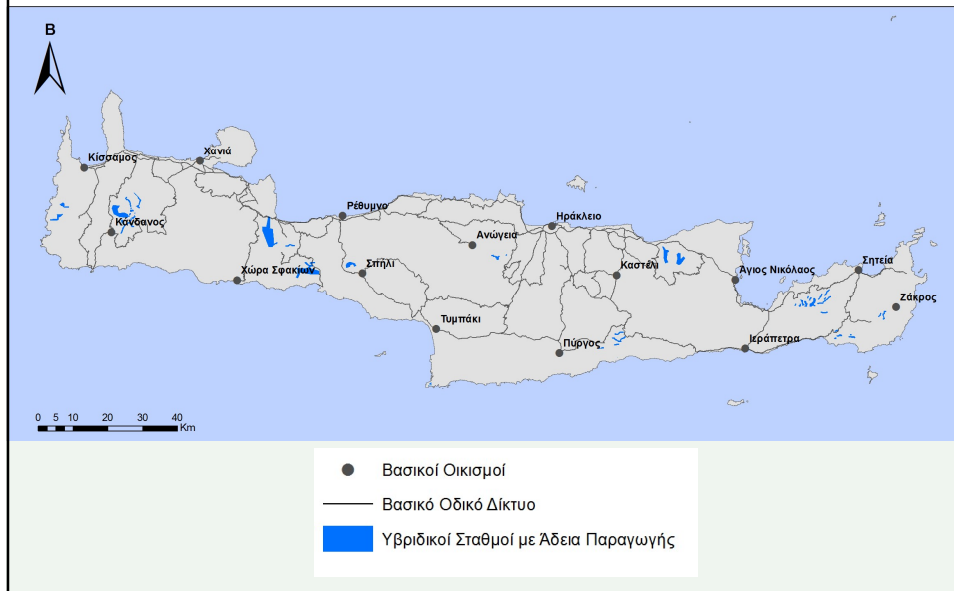 Β
Χανιά
Κίσσαμος
Ρέθυμνο
Ηράκλειο
Κάνδανος
Ανώγεια
Σητεία
Χώρα Σφακίων
Σπήλι
Καστέλι
Άγιος Νικόλαος
Ζάκρος
Τυμπάκι
Πύργος
Ιεράπετρα
0 5 10 20 30 40
Km
Βασικοί Οικισμοί
Βασικό Οδικό Δίκτυο
Υβριδικοί Σταθμοί με Άδεια Παραγωγής